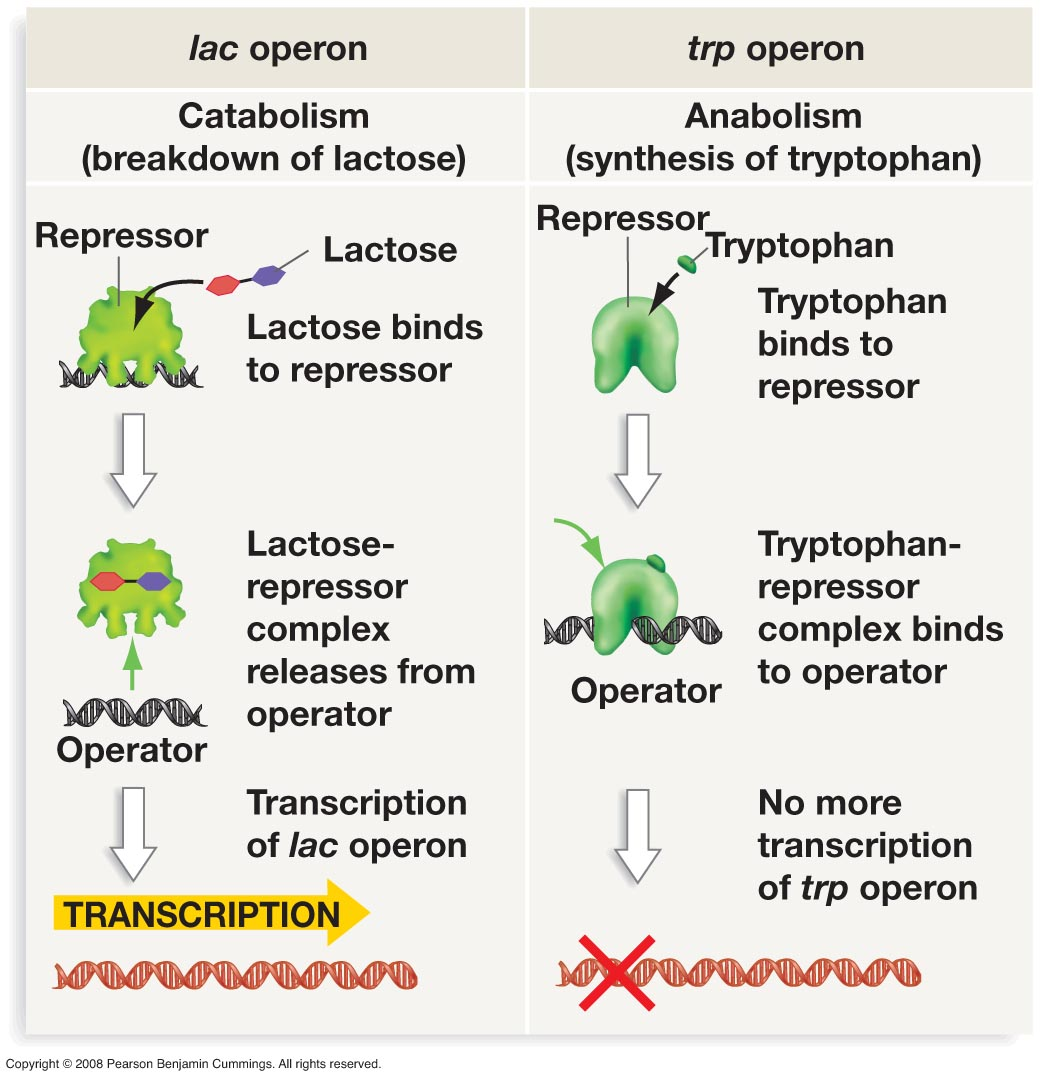 lac operon
trp operon
Catabolism
(breakdown of lactose)
Anabolism
(synthesis of tryptophan)
Repressor
Lactose
Lactose binds
to repressor
Repressor
Tryptophan
Tryptophan
binds to
repressor
Lactose-
repressor
complex
releases from
operator
Operator
Tryptophan-
repressor
complex binds
to operator
Operator
Transcription
of lac operon
TRANSCRIPTION
No more
transcription
of trp operon
Copyright © 2008 Pearson Benjamin Cummings. All rights reserved.